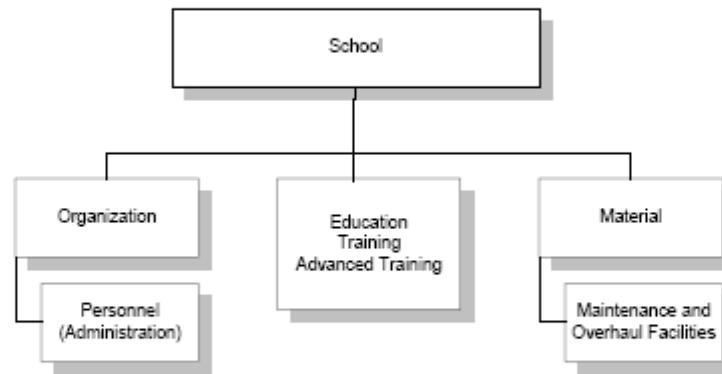 School
Organization
Education
Training
Advanced Training
Material
Personnel
(Administration)
Maintenance and
Overhaul Facilities